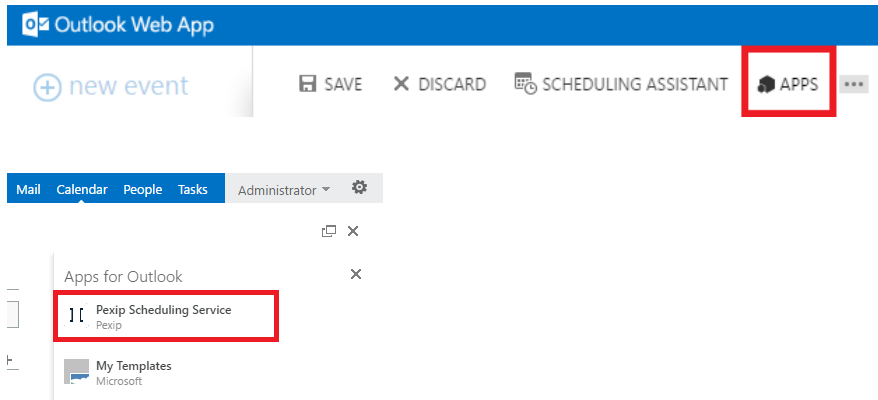 Outlook Web App
new event SAVE DISCARD SCHEDULING ASSISTANT APPS ...
Mail Calendar People Tasks Administrator
Apps for Outlook
Pexip Scheduling Service
Pexip
My Templates
Microsoft